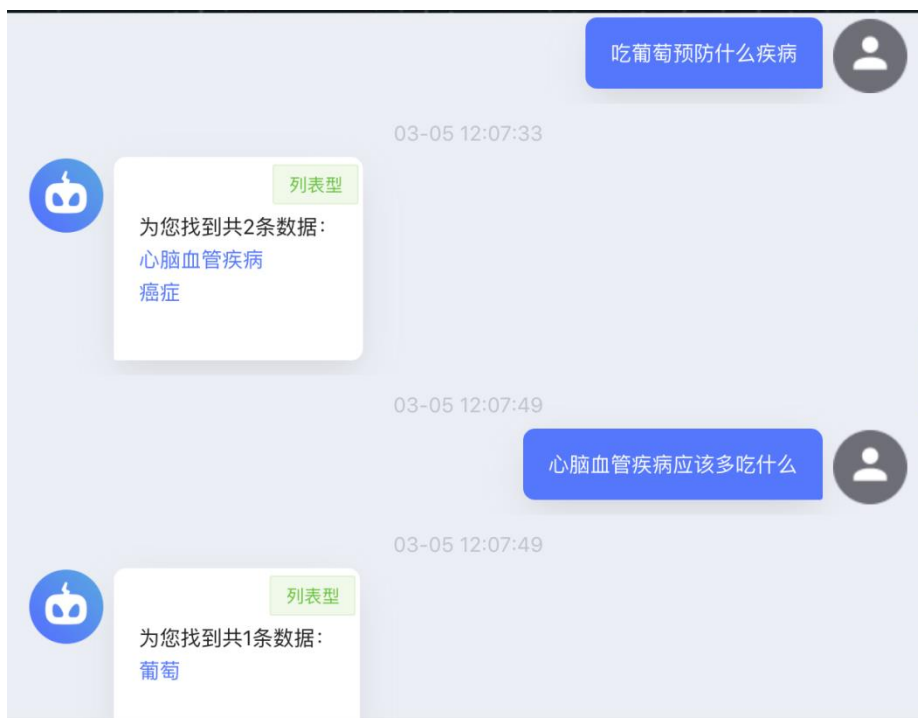 吃葡萄预防什么疾病
03-05 12:07:33
列表型
为您找到共2条数据：
心脑血管疾病
癌症
03-05 12:07:49
心脑血管疾病应该多吃什么
03-05 12:07:49
列表型
为您找到共1条数据：
葡萄